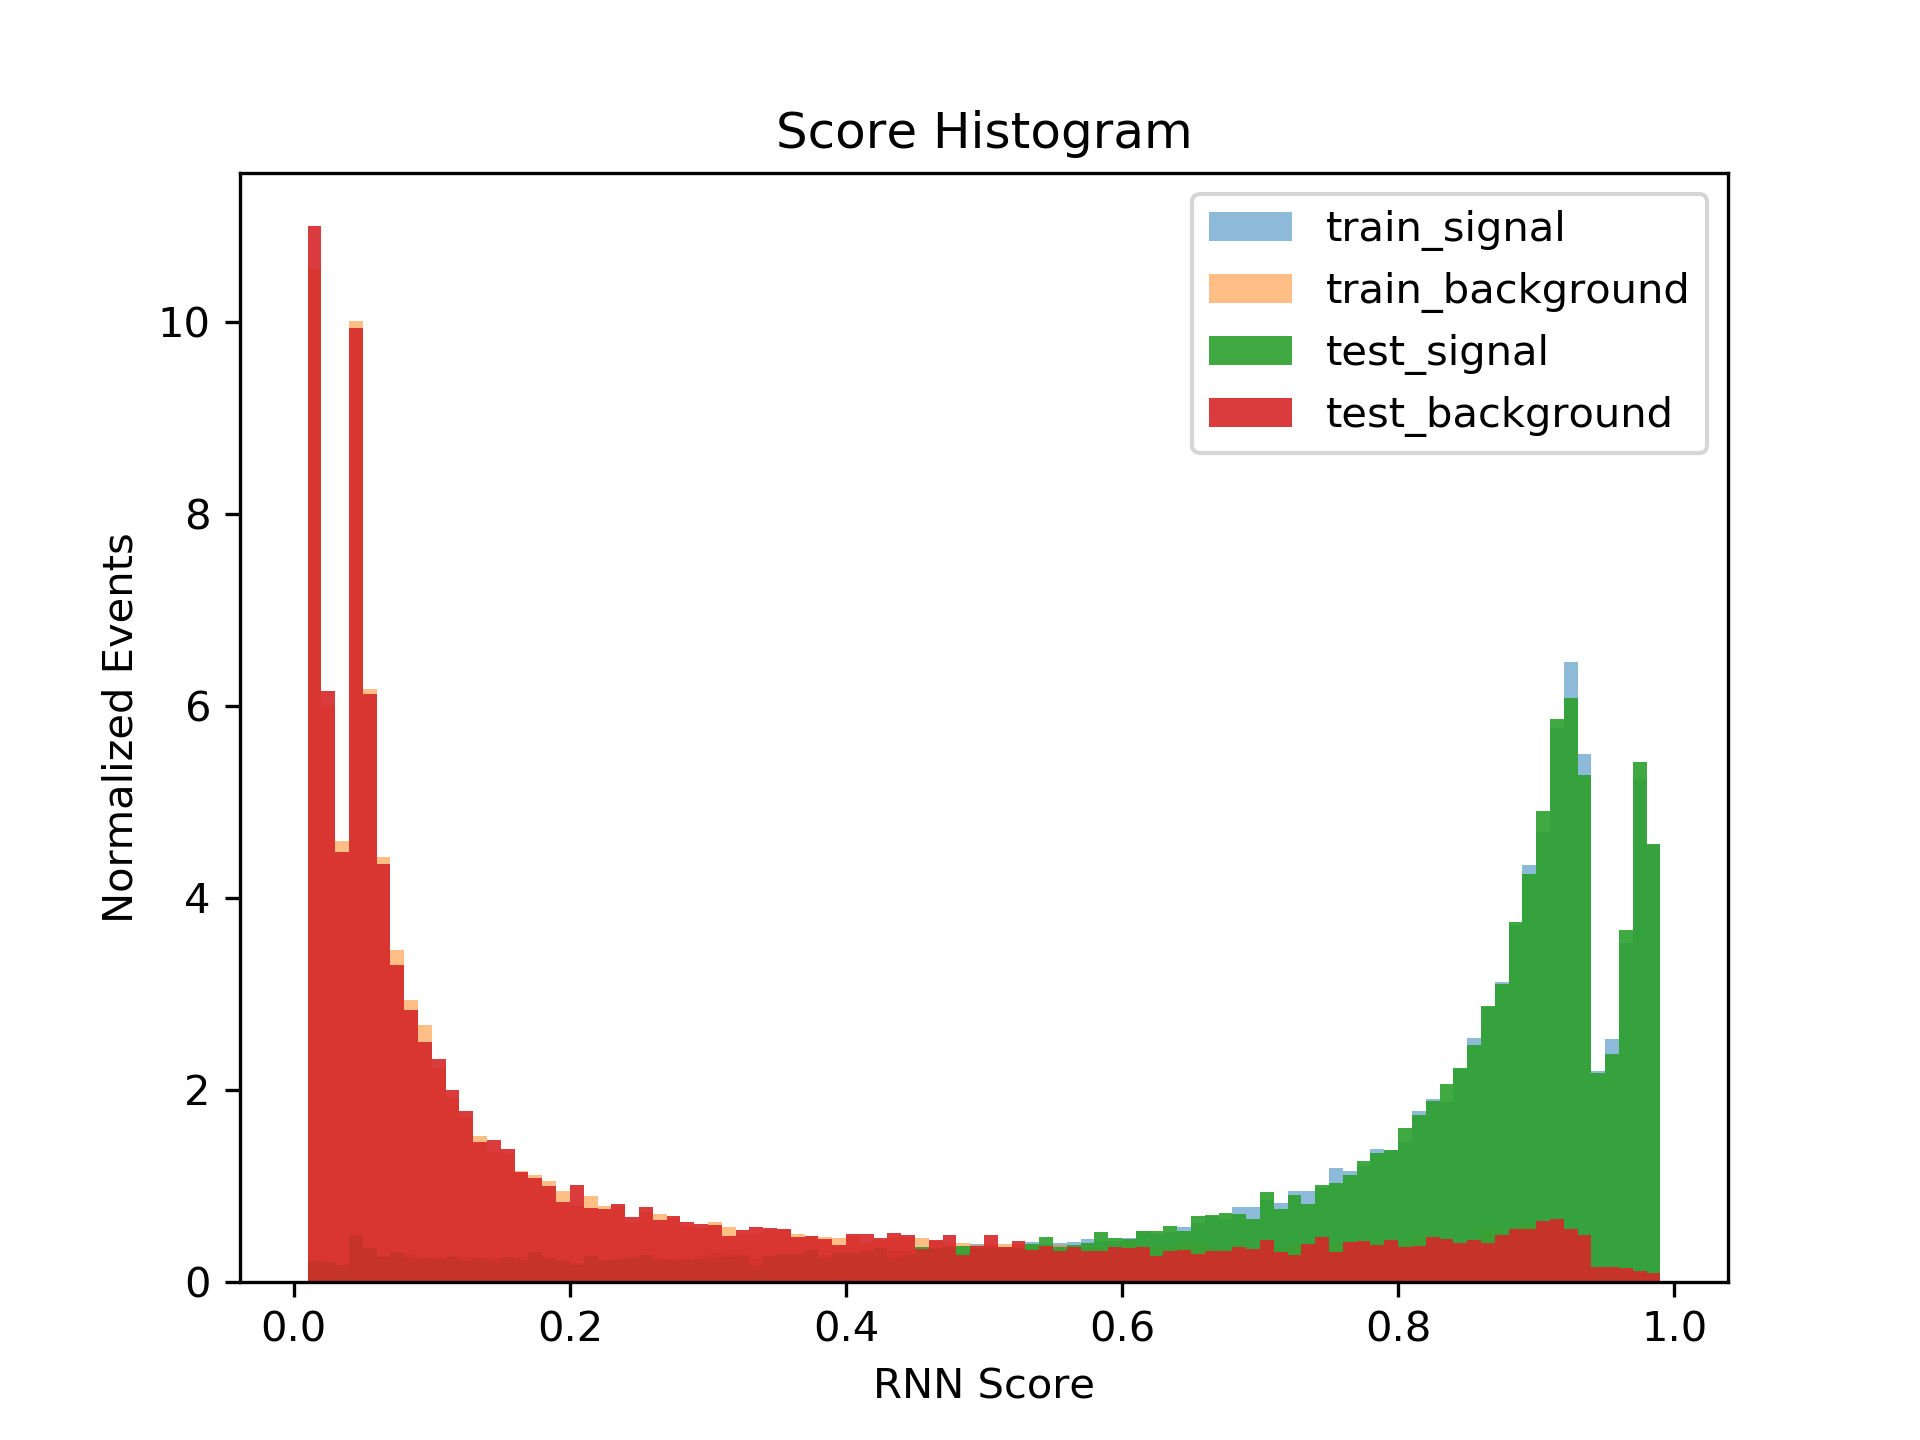 Score Histogram
train_signal
train_background
test_signal
test_background
Normalized Events
10
8
6
4
2
0
0.0 0.2 0.4 0.6 0.8 1.0
RNN Score